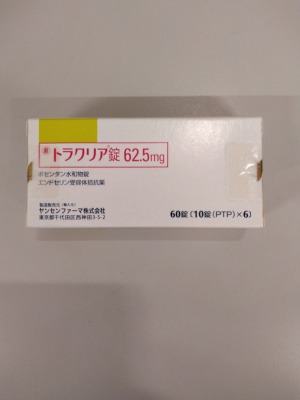 劇 トラクリア®錠 62.5mg
ボセンタン水和物錠
エンドセリン受容体拮抗薬
製造販売元(輸入元)
ヤンセンファーマ株式会社
東京都千代田区西神田3-5-2
60錠(10錠(PTP)×6)